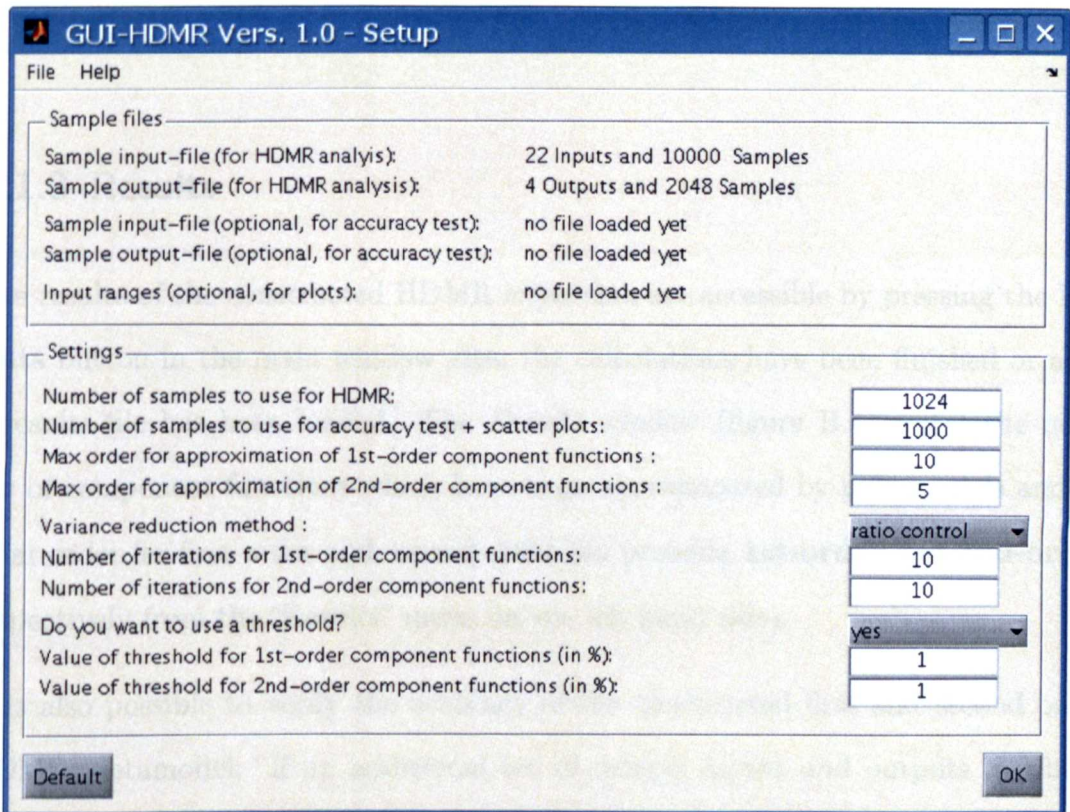 GUI-HDMR Vers. 1.0 - Setup
File Help
Sample files
Sample input-file (for HDMR analyis): 22 Inputs and 10000 Samples
Sample output-file (for HDMR analysis): 4 Outputs and 2048 Samples
Sample input-file (optional, for accuracy test): no file loaded yet
Sample output-file (optional, for accuracy test): no file loaded yet
Input ranges (optional, for plots): no file loaded yet
Settings
Number of samples to use for HDMR: 1024
Number of samples to use for accuracy test + scatter plots: 1000
Max order for approximation of 1st-order component functions : 10
Max order for approximation of 2nd-order component functions : 5
Variance reduction method : ratio control
Number of iterations for 1st-order component functions: 10
Number of iterations for 2nd-order component functions: 10
Do you want to use a threshold? yes
Value of threshold for 1st-order component functions (in %): 1
Value of threshold for 2nd-order component functions (in %): 1
Default OK